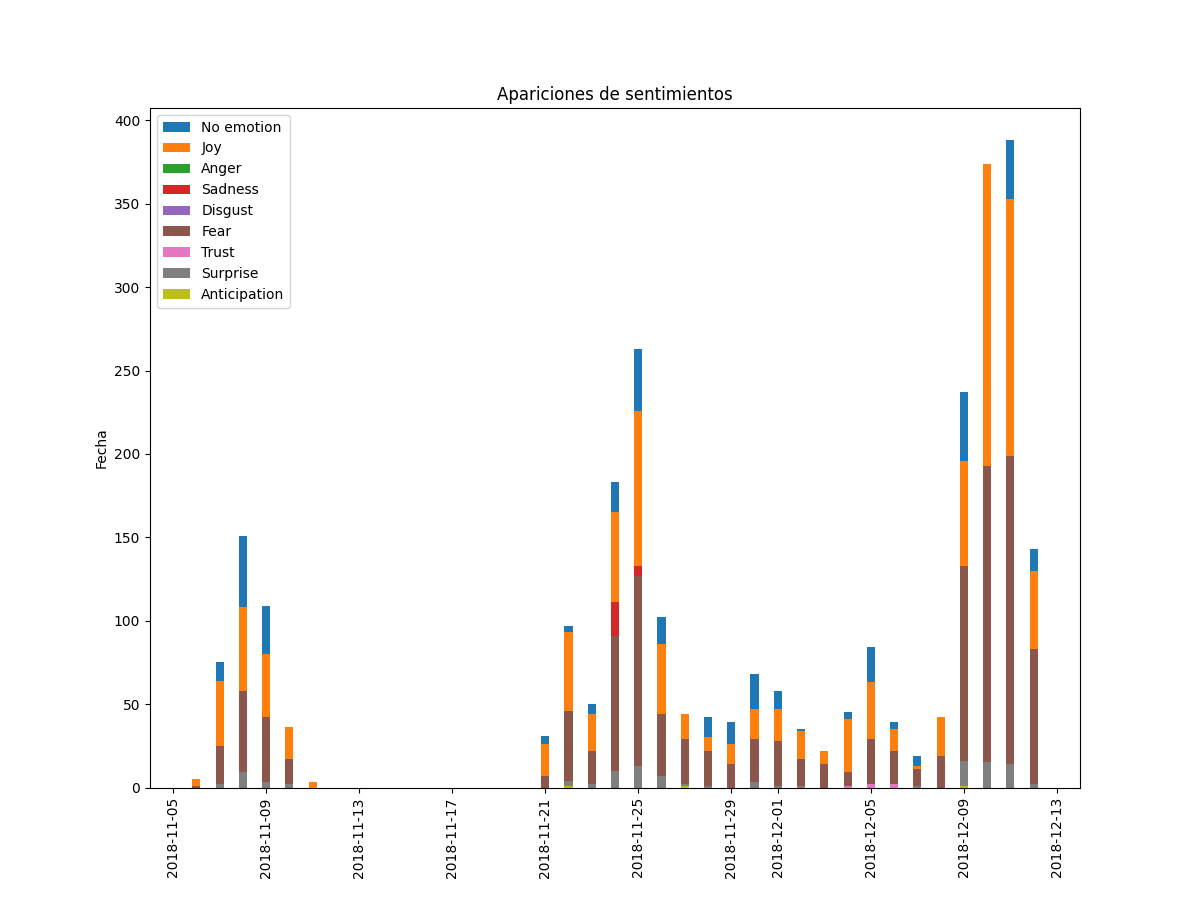 Apariciones de sentimientos
No emotion
Joy
Anger
Sadness
Disgust
Fear
Trust
Surprise
Anticipation
400
350
300
250
200
150
100
50
0
Fecha
2018-11-05
2018-11-09
2018-11-13
2018-11-17
2018-11-21
2018-11-25
2018-11-29
2018-12-01
2018-12-05
2018-12-09
2018-12-13